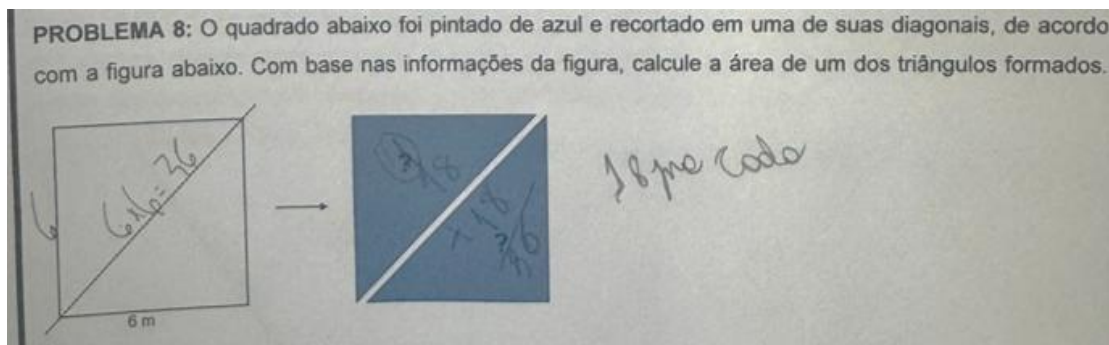 PROBLEMA 8: O quadrado abaixo foi pintado de azul e recortado em uma de suas diagonais, de acordo
com a figura abaixo. Com base nas informações da figura, calcule a área de um dos triângulos formados.
6x6=36
6
6 m
?
18
+18
?
18 pra cada